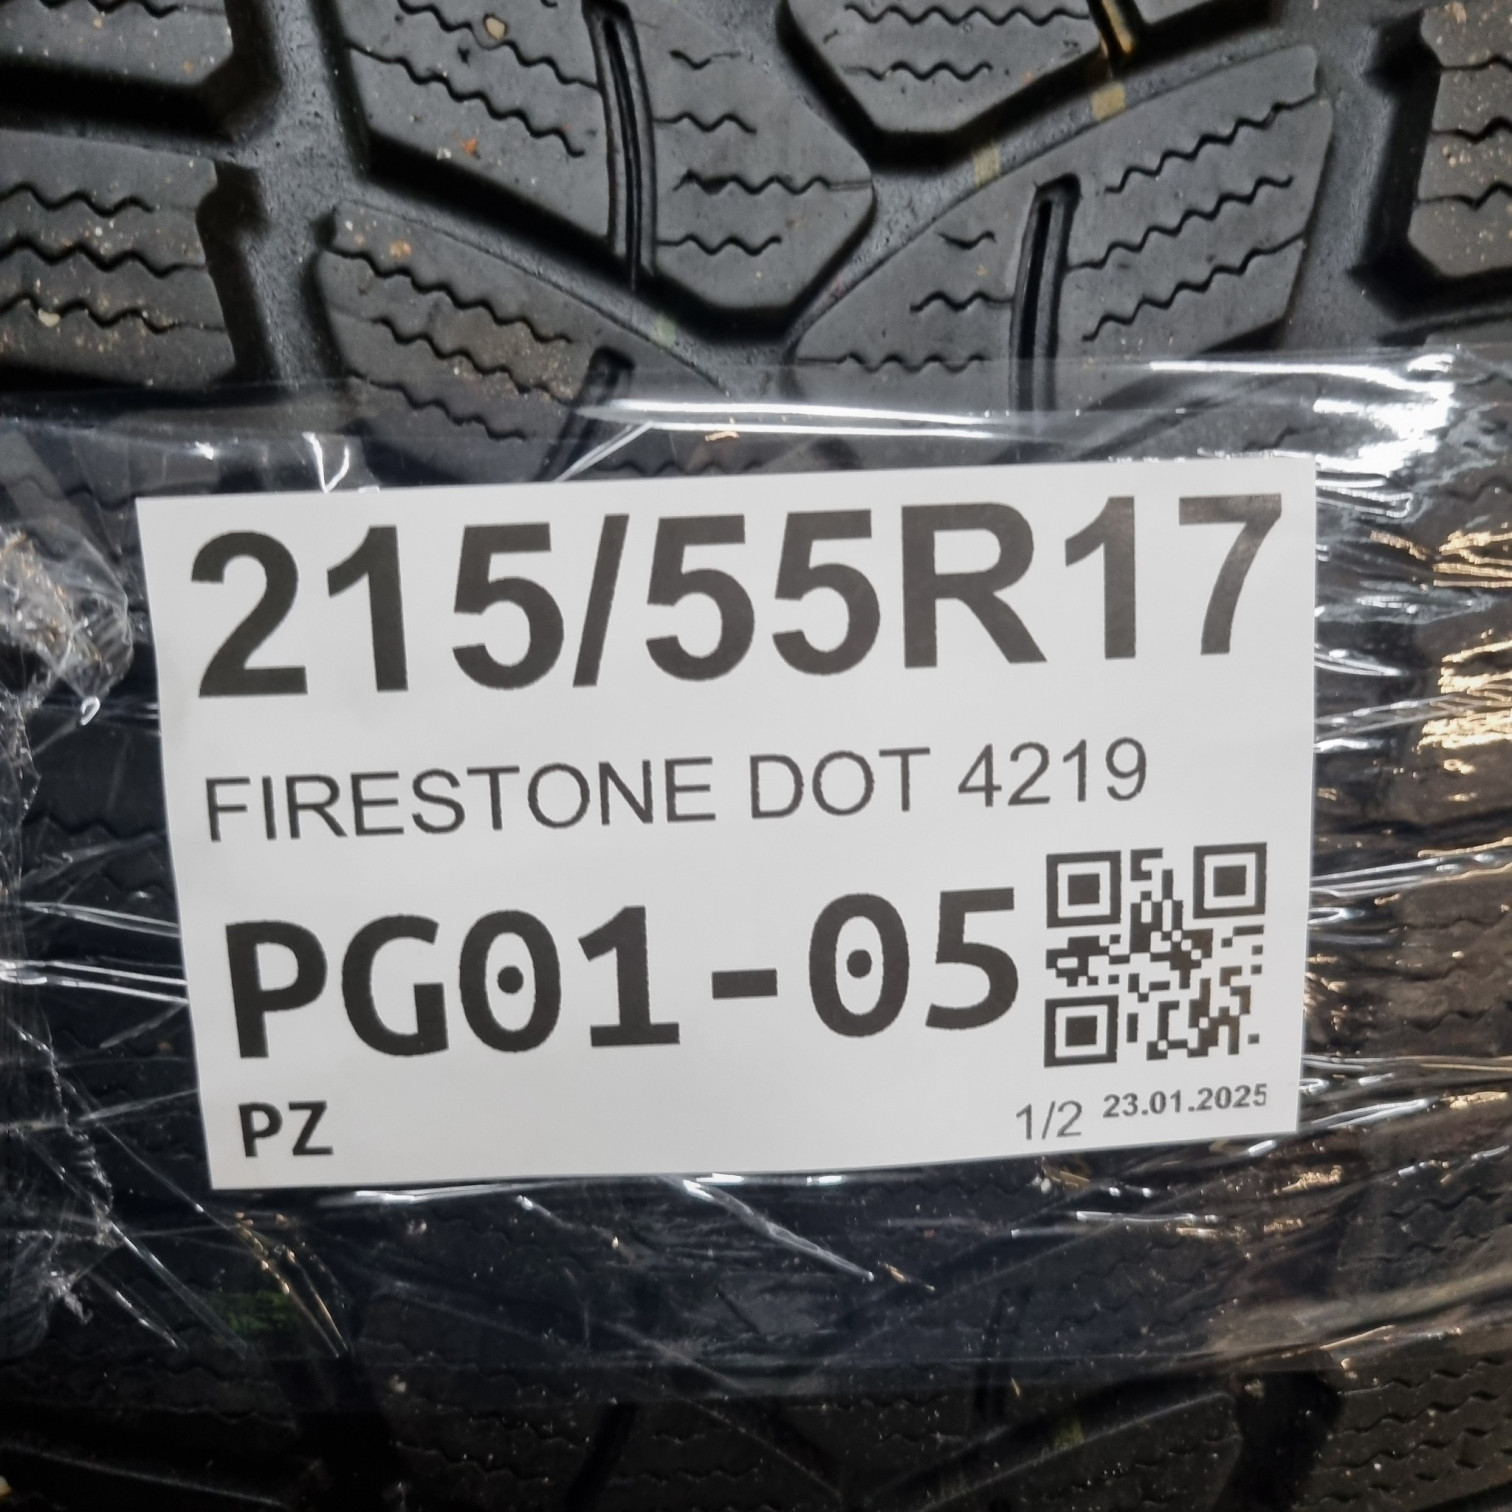 215/55R17
FIRESTONE DOT 4219
PG01-05
PZ
1/2 23.01.2025